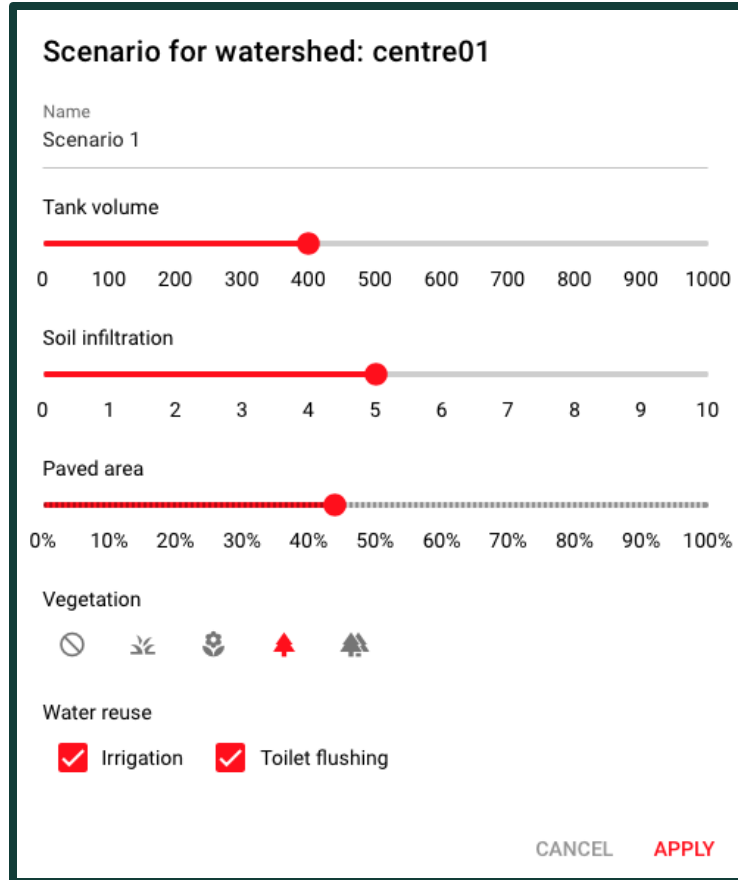 Scenario for watershed: centre01
Name
Scenario 1
Tank volume
0 100 200 300 400 500 600 700 800 900 1000
Soil infiltration
0 1 2 3 4 5 6 7 8 9 10
Paved area
0% 10% 20% 30% 40% 50% 60% 70% 80% 90% 100%
Vegetation
Water reuse
Irrigation Toilet flushing
CANCEL APPLY